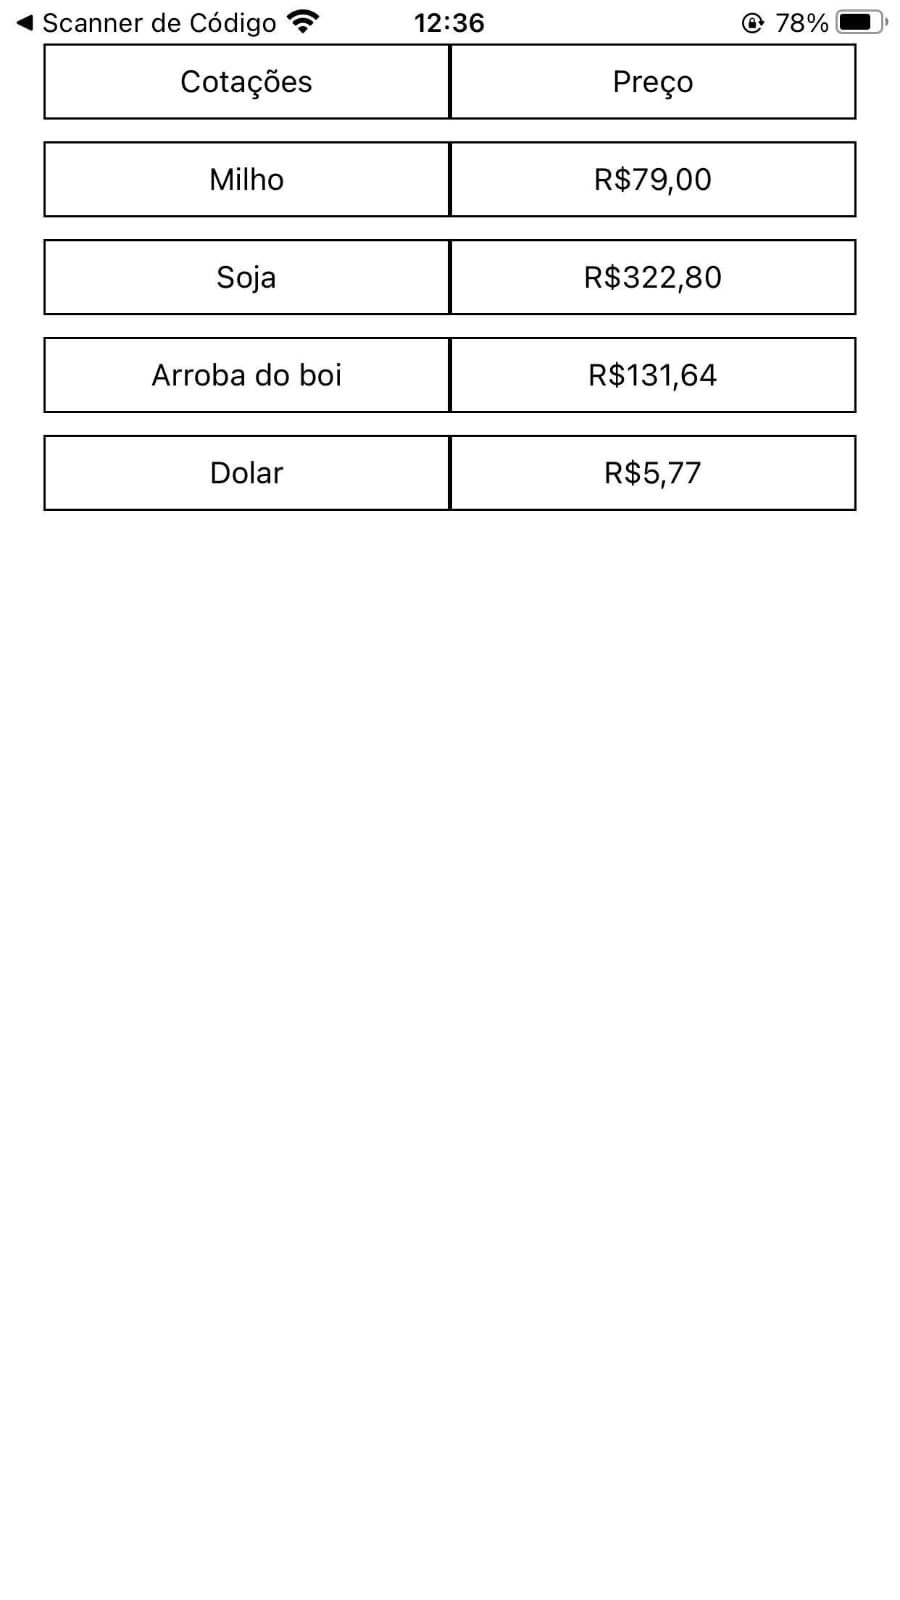 Scanner de Código 12:36 78%
Cotações Preço
Milho R$79,00
Soja R$322,80
Arroba do boi R$131,64
Dolar R$5,77